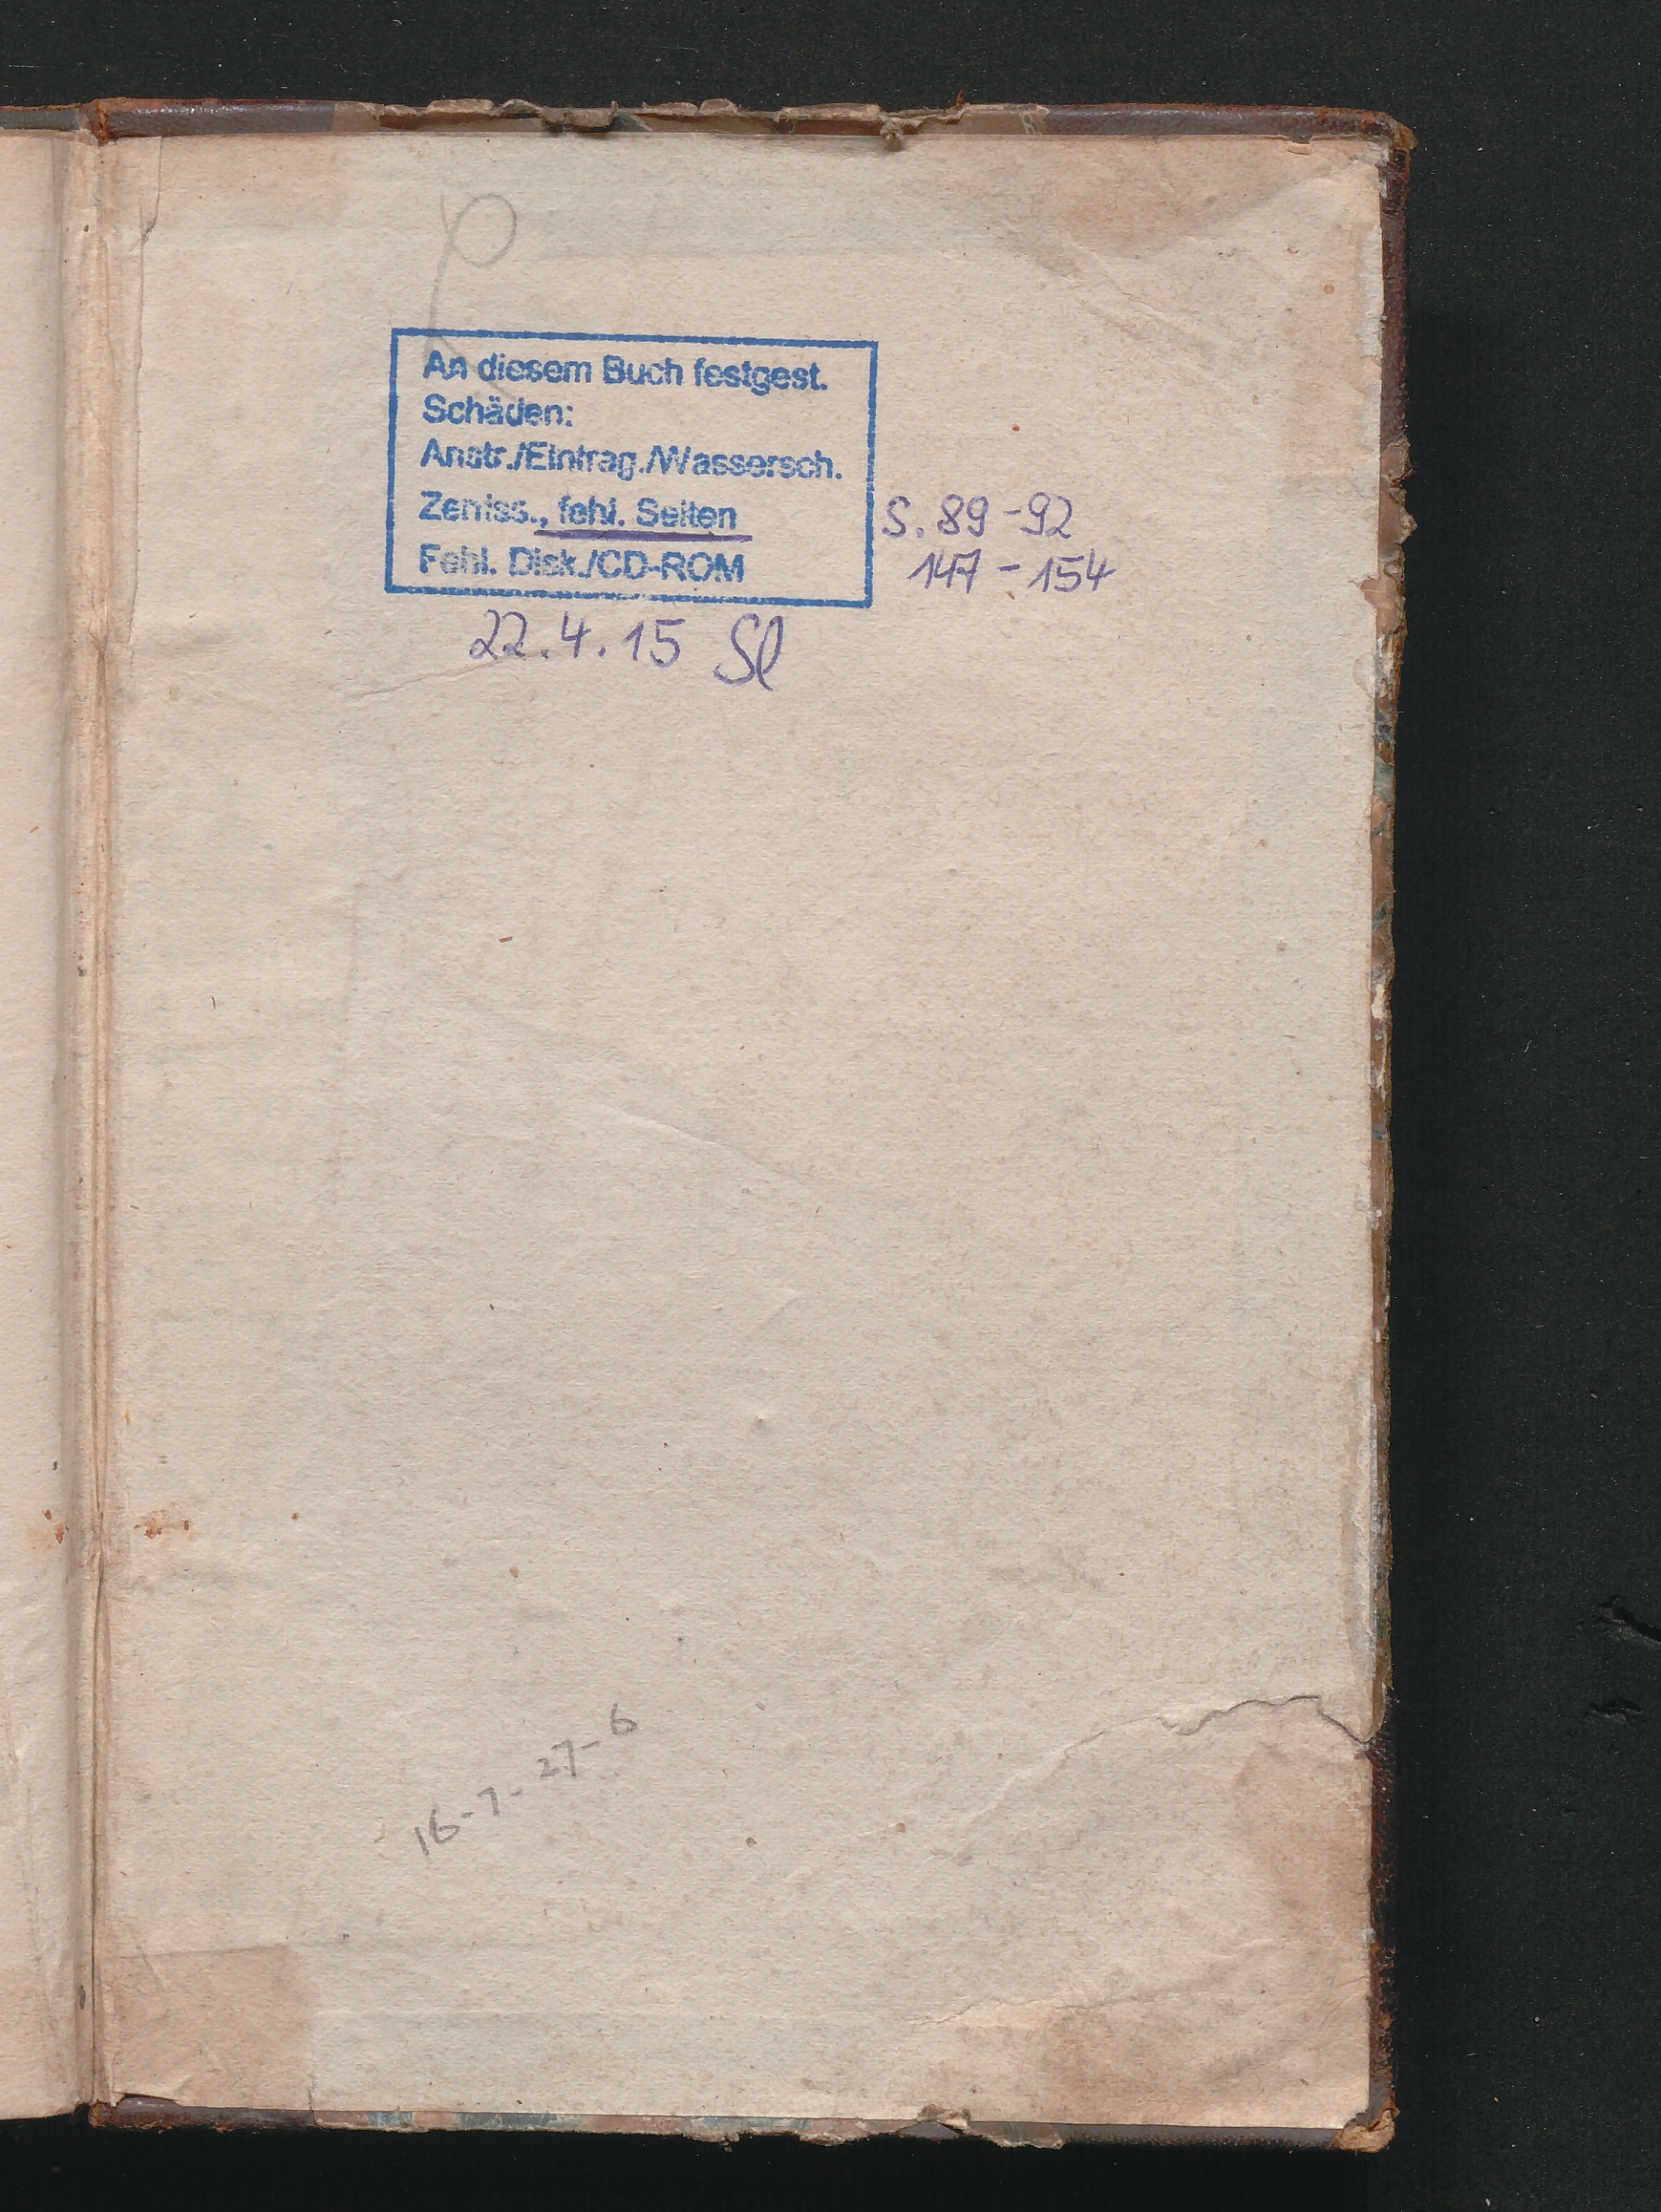 An diesem Buch festgest.
Schäden:
Anstr./Eintrag./Wassersch.
Zerriss., fehl. Seiten
Fehl. Disk./CD-ROM
S. 89-92
147-154
22.4.15 Sl
16-7-27-6